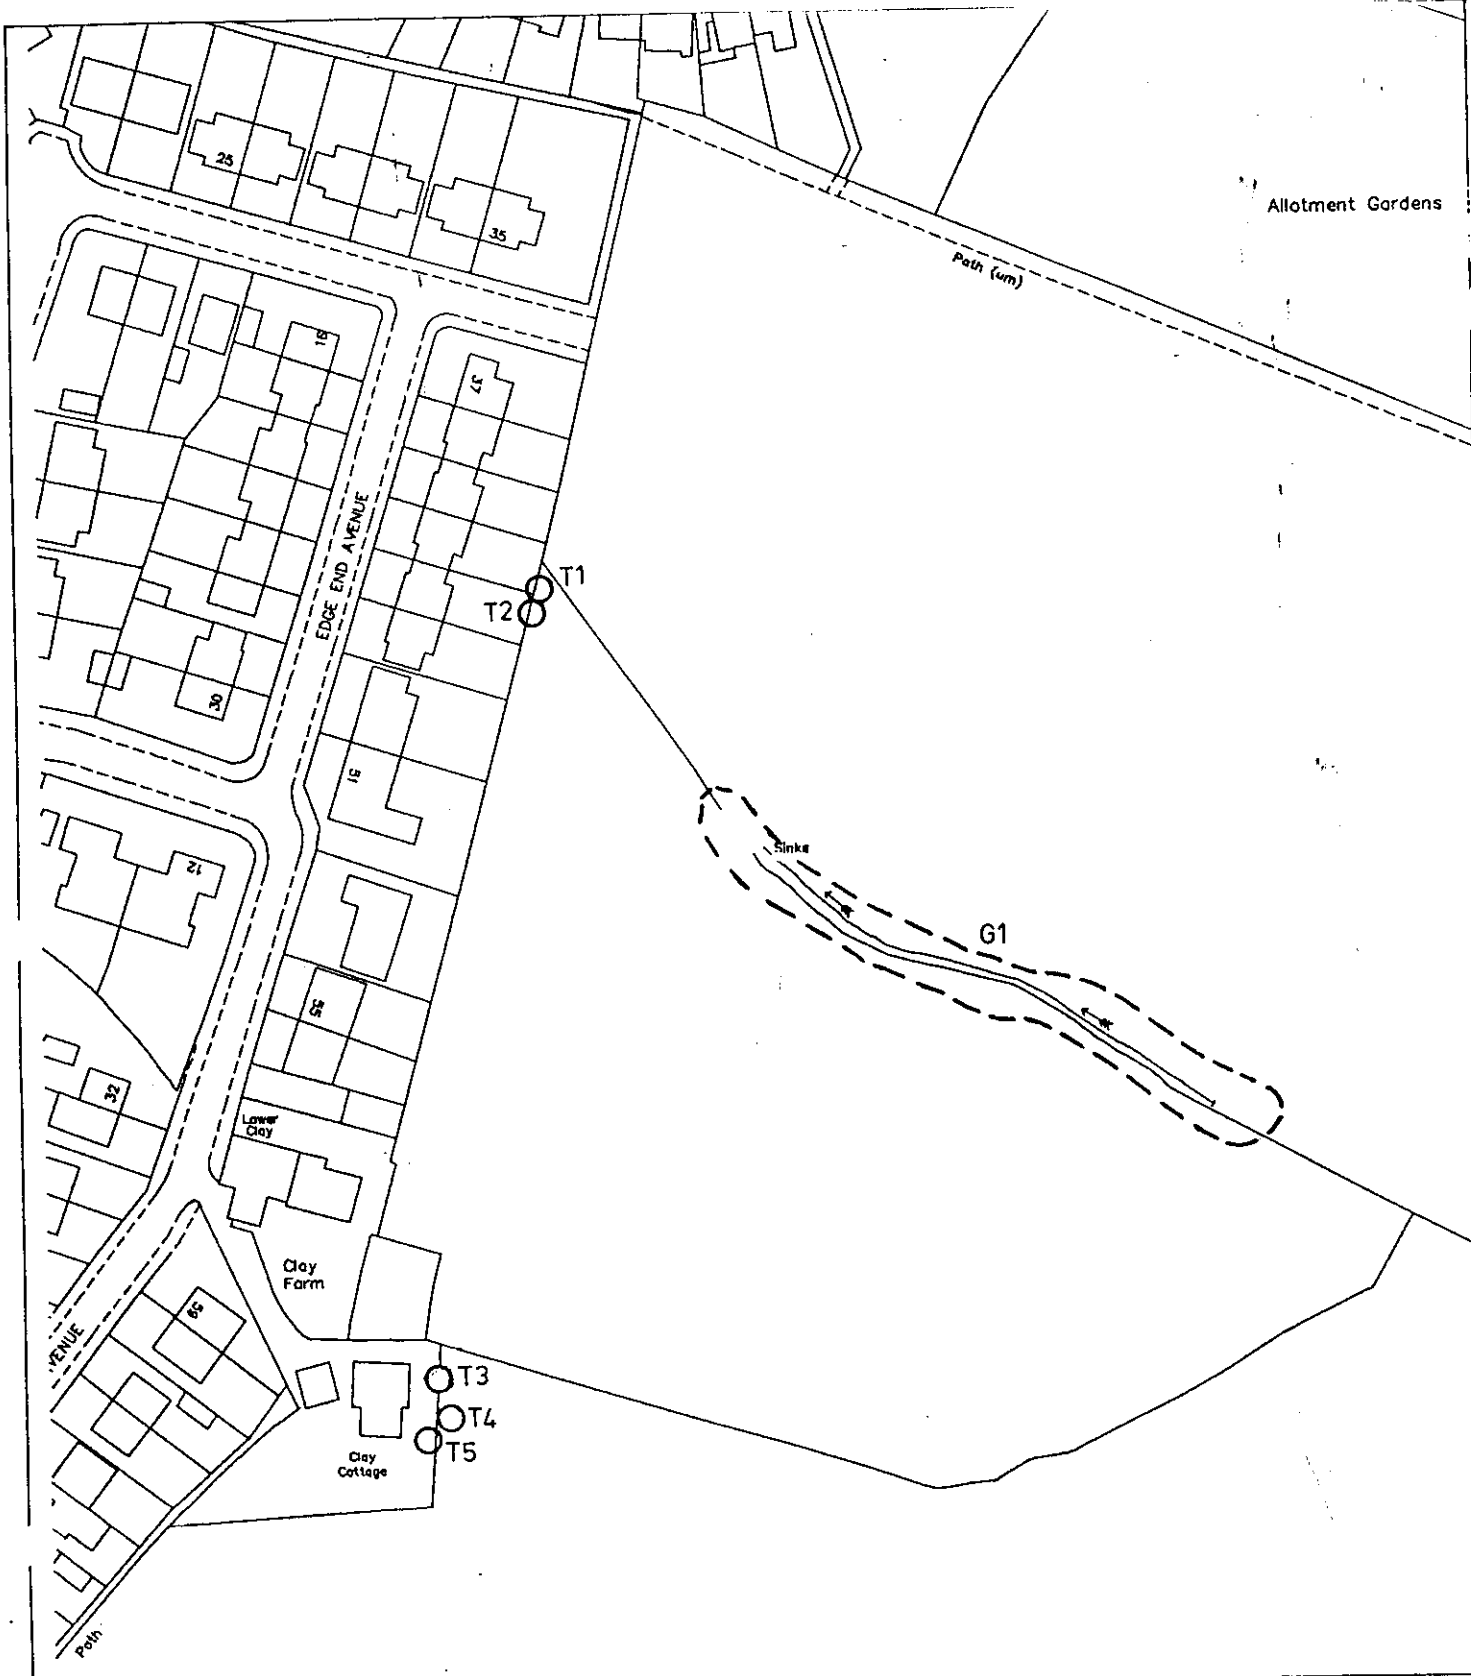 25
35
Allotment Gardens
Path (um)
18
37
EDGE END AVENUE
T1
T2
30
51
Sinks
12
G1
55
32
Lower
Clay
Clay
Farm
59
VENUE
T3
T4
T5
Clay
Cottage
Path